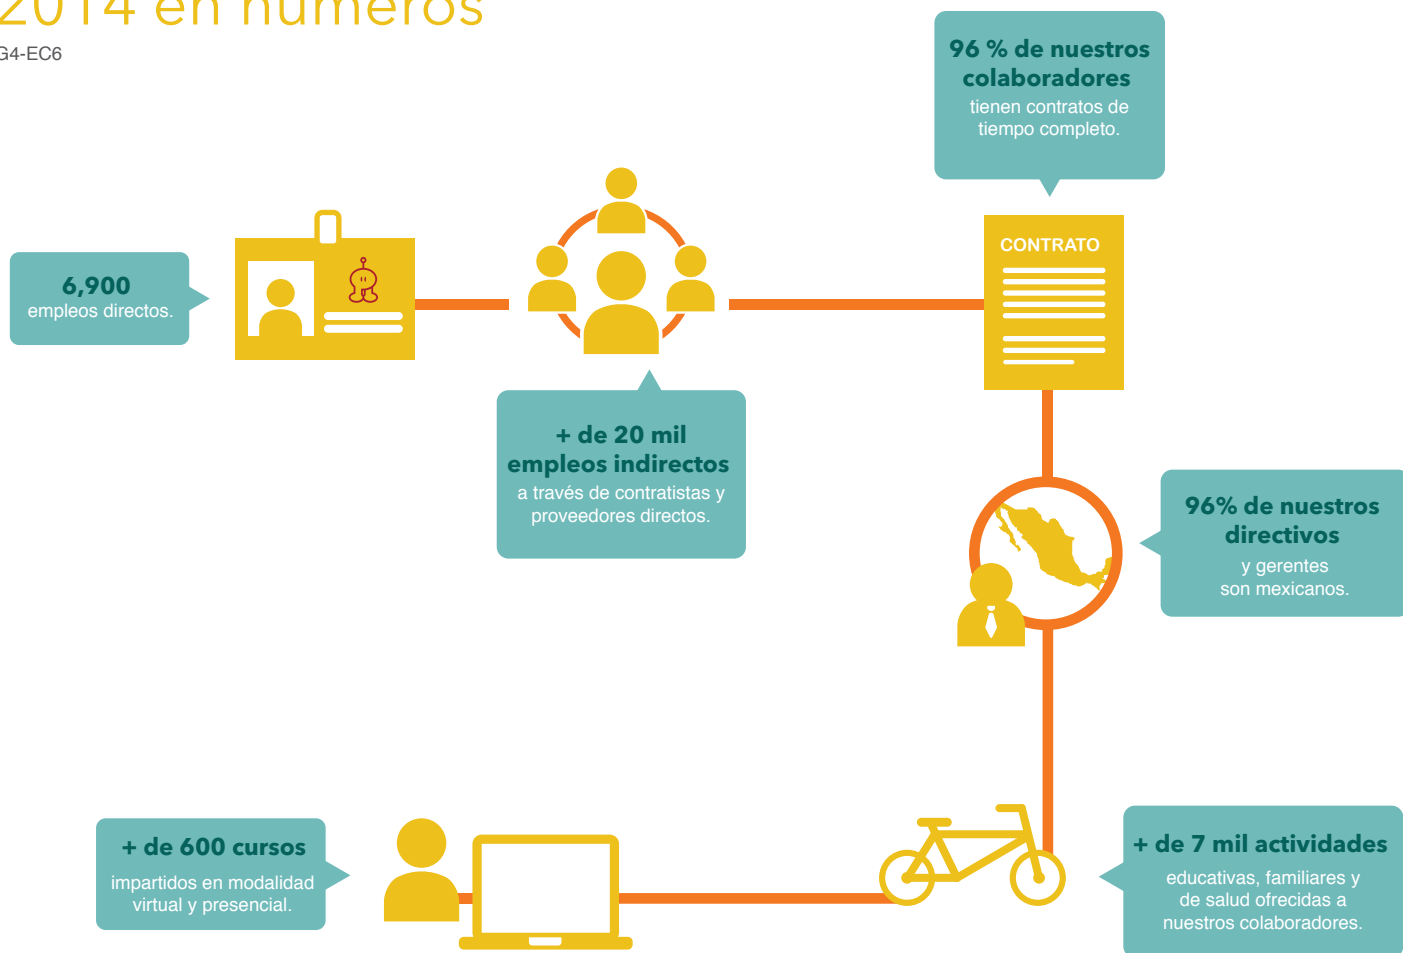 2014 en números
G4-EC6
96 % de nuestros
colaboradores
tienen contratos de
tiempo completo.
CONTRATO
6,900
empleos directos.
+ de 20 mil
empleos indirectos
a través de contratistas y
proveedores directos.
96% de nuestros
directivos
y gerentes
son mexicanos.
+ de 600 cursos
impartidos en modalidad
virtual y presencial.
+ de 7 mil actividades
educativas, familiares y
de salud ofrecidas a
nuestros colaboradores.